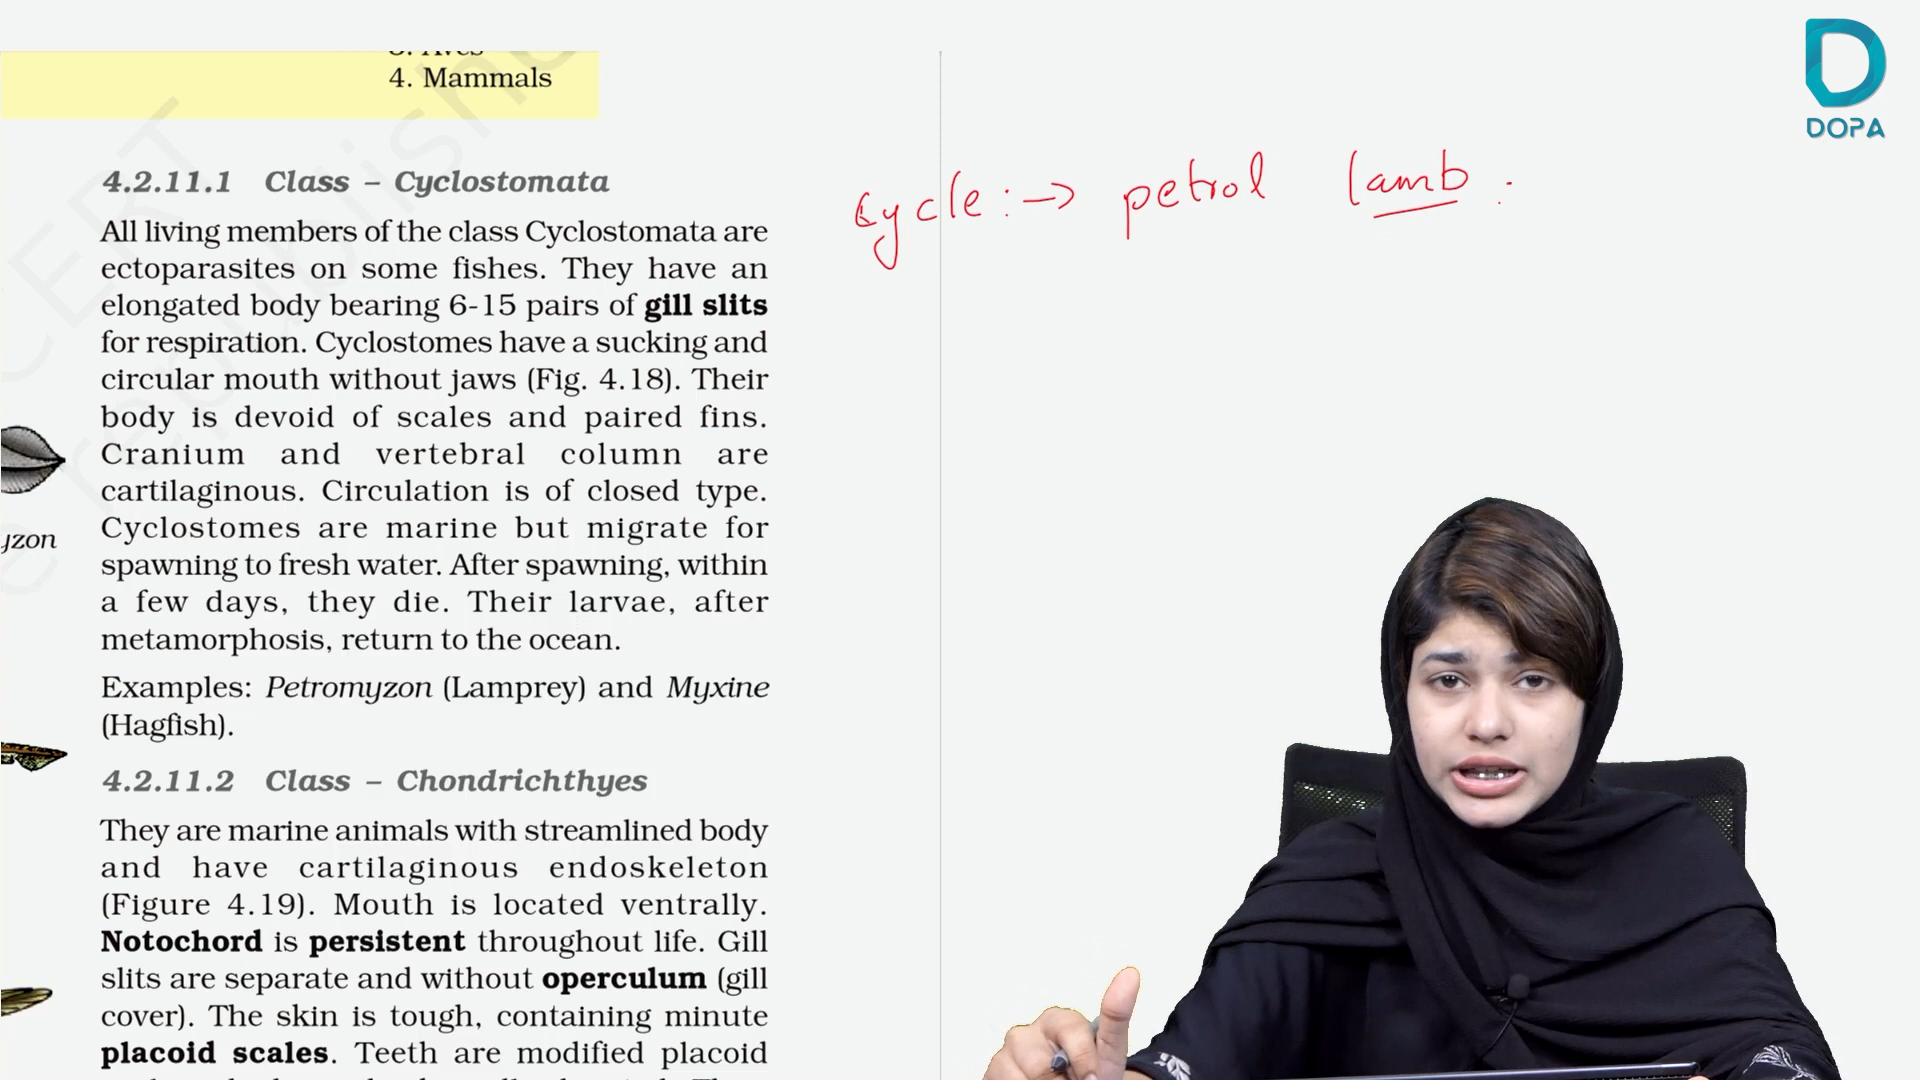 4. Mammals
4.2.11.1 Class – Cyclostomata
All living members of the class Cyclostomata are
ectoparasites on some fishes. They have an
elongated body bearing 6-15 pairs of gill slits
for respiration. Cyclostomes have a sucking and
circular mouth without jaws (Fig. 4.18). Their
body is devoid of scales and paired fins.
Cranium and vertebral column are
cartilaginous. Circulation is of closed type.
Cyclostomes are marine but migrate for
spawning to fresh water. After spawning, within
a few days, they die. Their larvae, after
metamorphosis, return to the ocean.
Examples: Petromyzon (Lamprey) and Myxine
(Hagfish).
4.2.11.2 Class – Chondrichthyes
They are marine animals with streamlined body
and have cartilaginous endoskeleton
(Figure 4.19). Mouth is located ventrally.
Notochord is persistent throughout life. Gill
slits are separate and without operculum (gill
cover). The skin is tough, containing minute
placoid scales. Teeth are modified placoid
yzon
cycle :→ petrol lamb :
DOPA